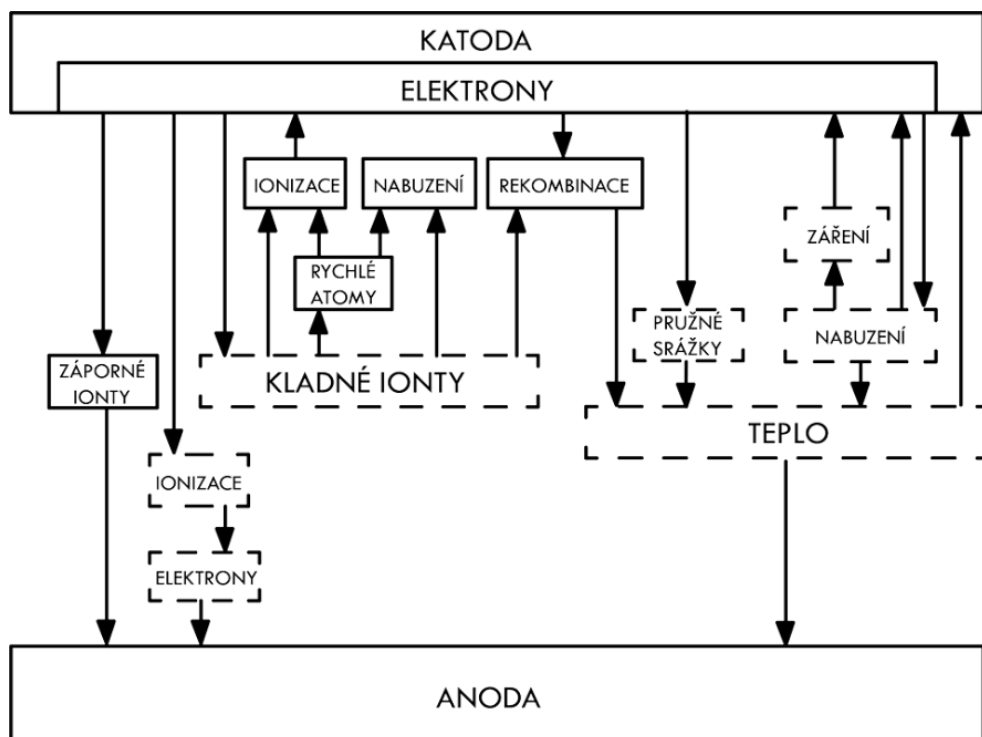 KATODA
ELEKTRONY
IONIZACE
NABUZENÍ
REKOMBINACE
ZÁŘENÍ
RYCHLÉ
ATOMY
PRUŽNÉ
SRÁŽKY
NABUZENÍ
ZÁPORNÉ
IONTY
KLADNÉ IONTY
TEPLO
IONIZACE
ELEKTRONY
ANODA